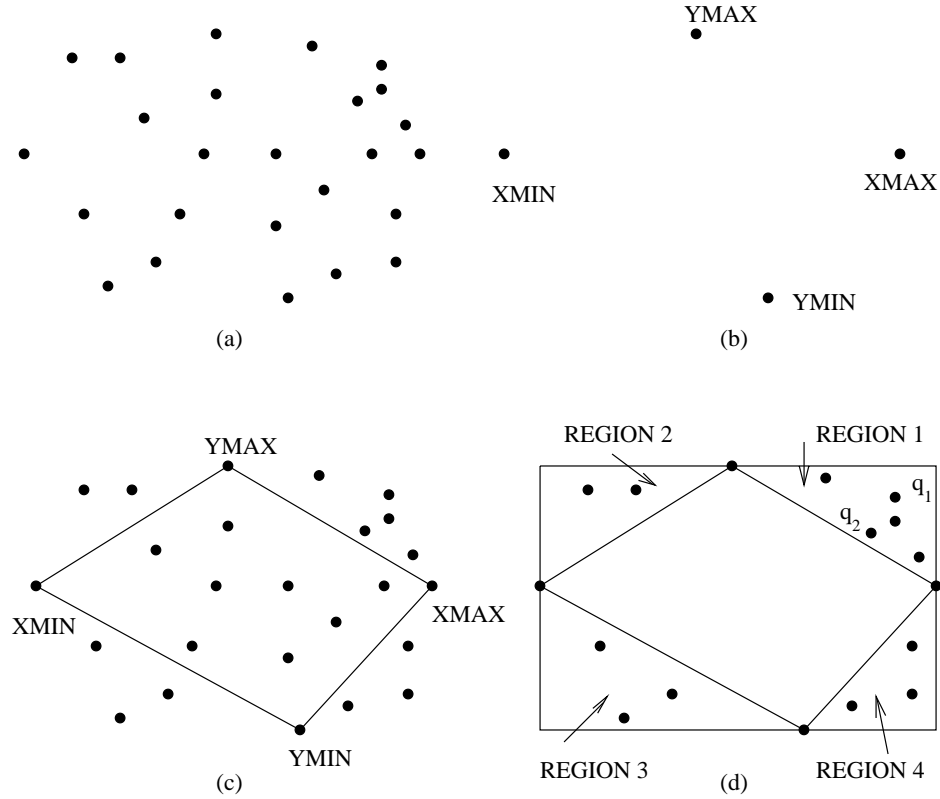 YMAX
XMIN
XMAX
YMIN
(a)
(b)
YMAX
XMIN
XMAX
YMIN
(c)
REGION 2
REGION 1
q1
q2
REGION 3
REGION 4
(d)